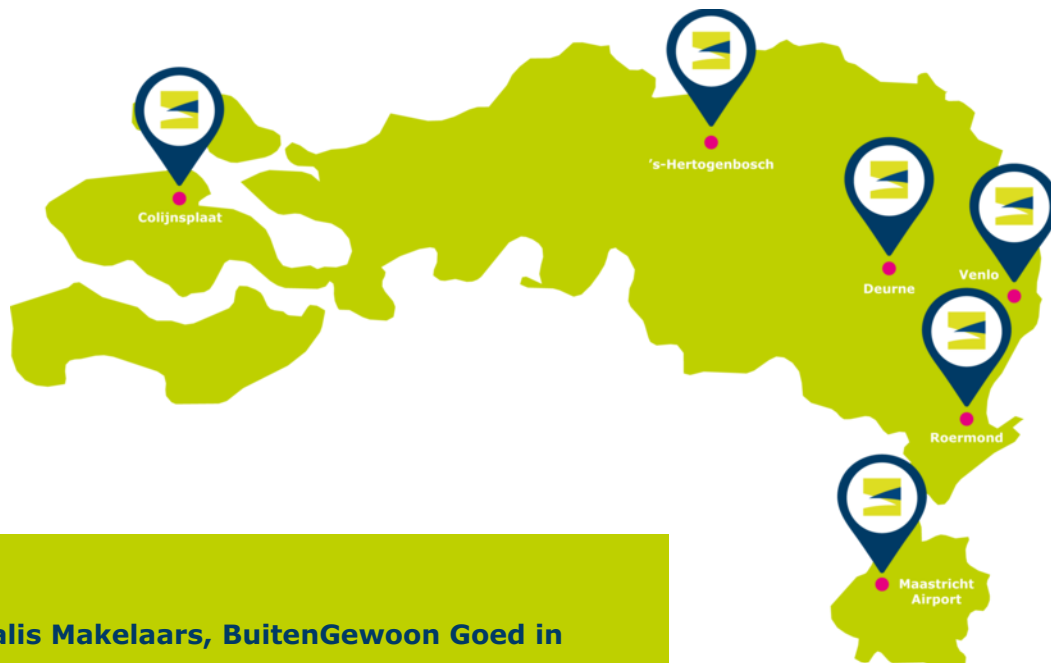 's-Hertogenbosch
Colijnsplaat
Venlo
Deurne
Roermond
Maastricht
Airport
alis Makelaars, BuitenGewoon Goed in